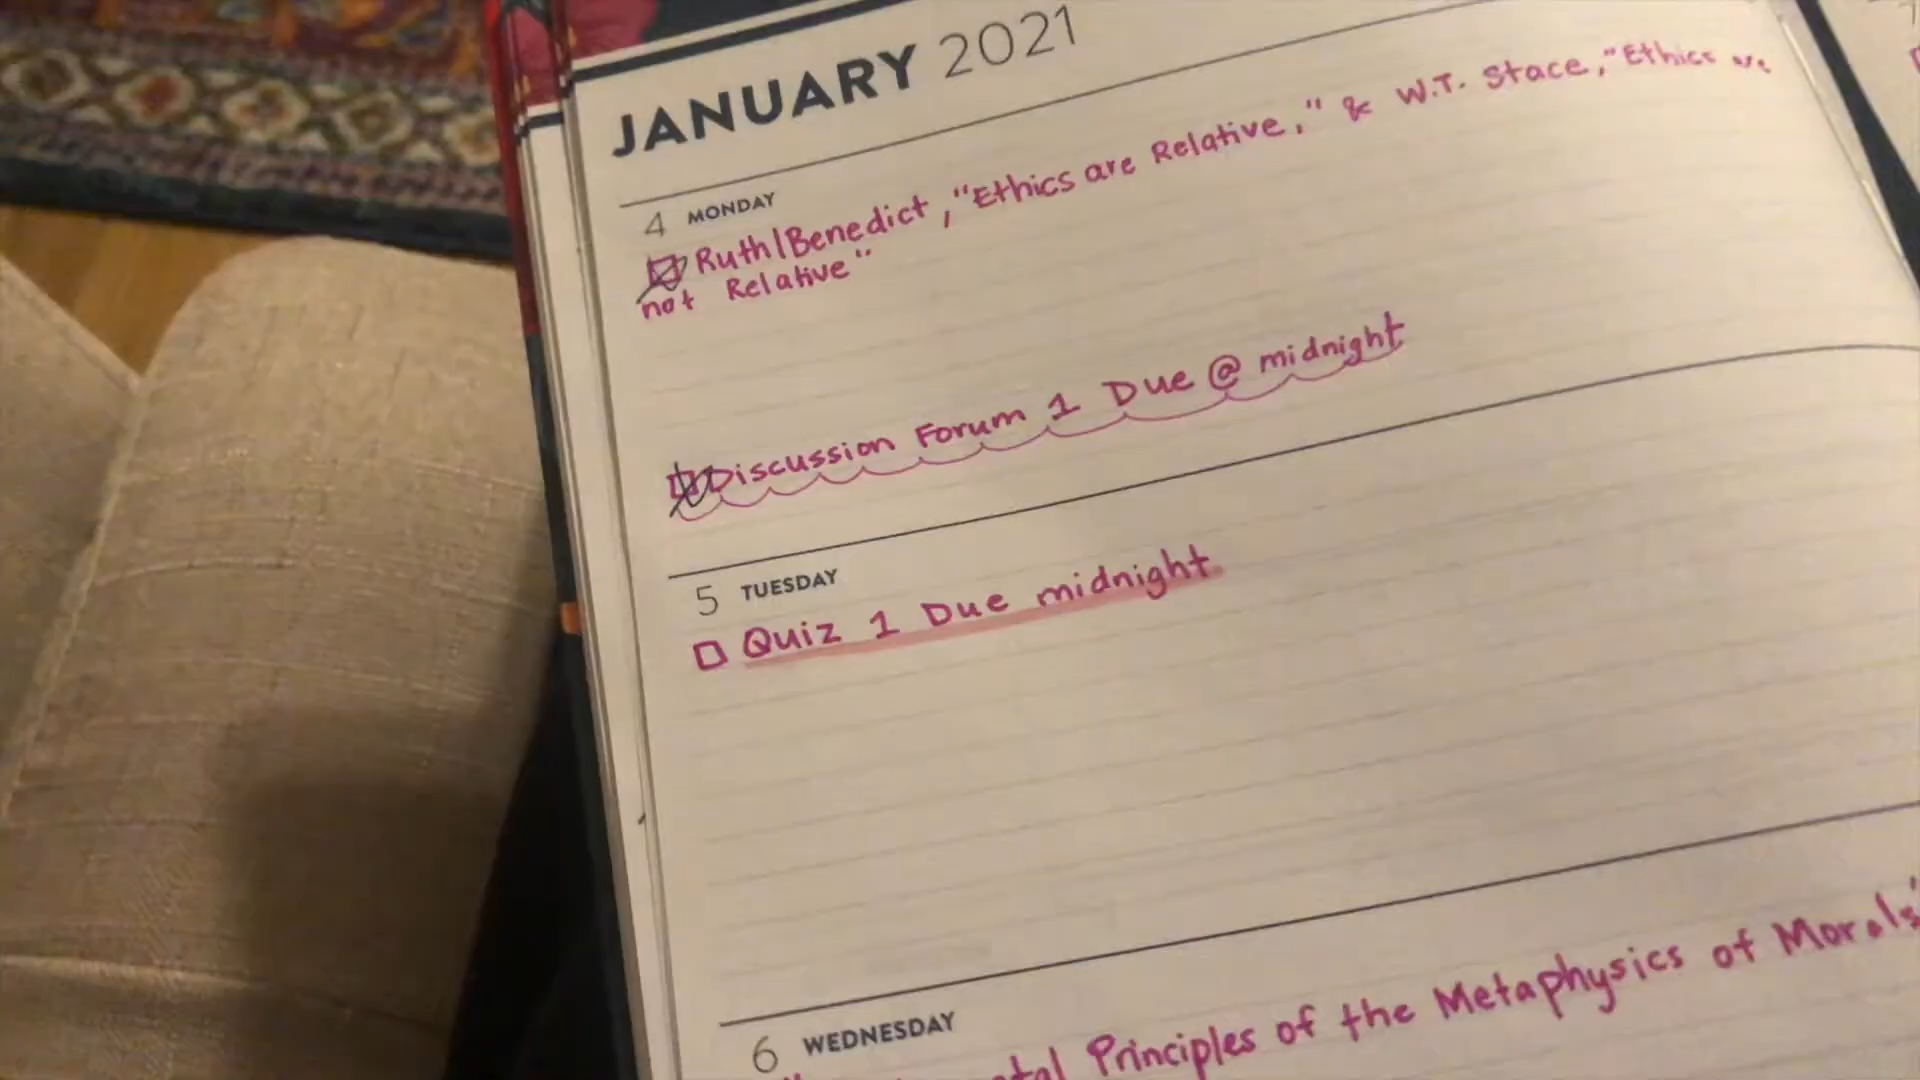 JANUARY 2021
4 MONDAY
Ruth Benedict, "Ethics are Relative," & W.T. Stace, "Ethics are
not Relative"
Discussion Forum 1 Due @ midnight
5 TUESDAY
Quiz 1 Due midnight
6 WEDNESDAY
Principles of the Metaphysics of Morals"